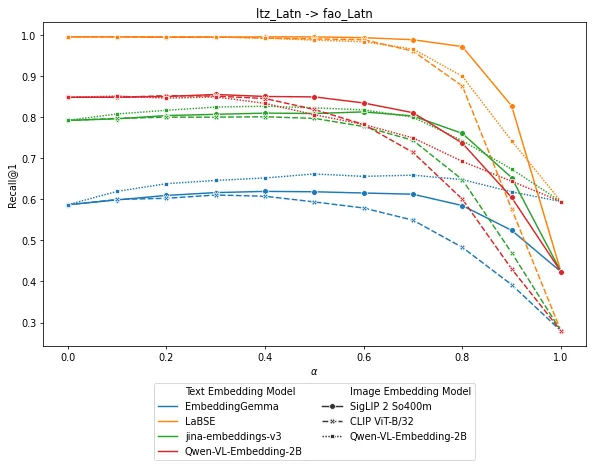 ltz_Latn -> fao_Latn
Recall@1
1.0
0.9
0.8
0.7
0.6
0.5
0.4
0.3
0.0 0.2 0.4 0.6 0.8 1.0
α
Text Embedding Model Image Embedding Model
EmbeddingGemma SigLIP 2 So400m
LaBSE CLIP ViT-B/32
jina-embeddings-v3 Qwen-VL-Embedding-2B
Qwen-VL-Embedding-2B